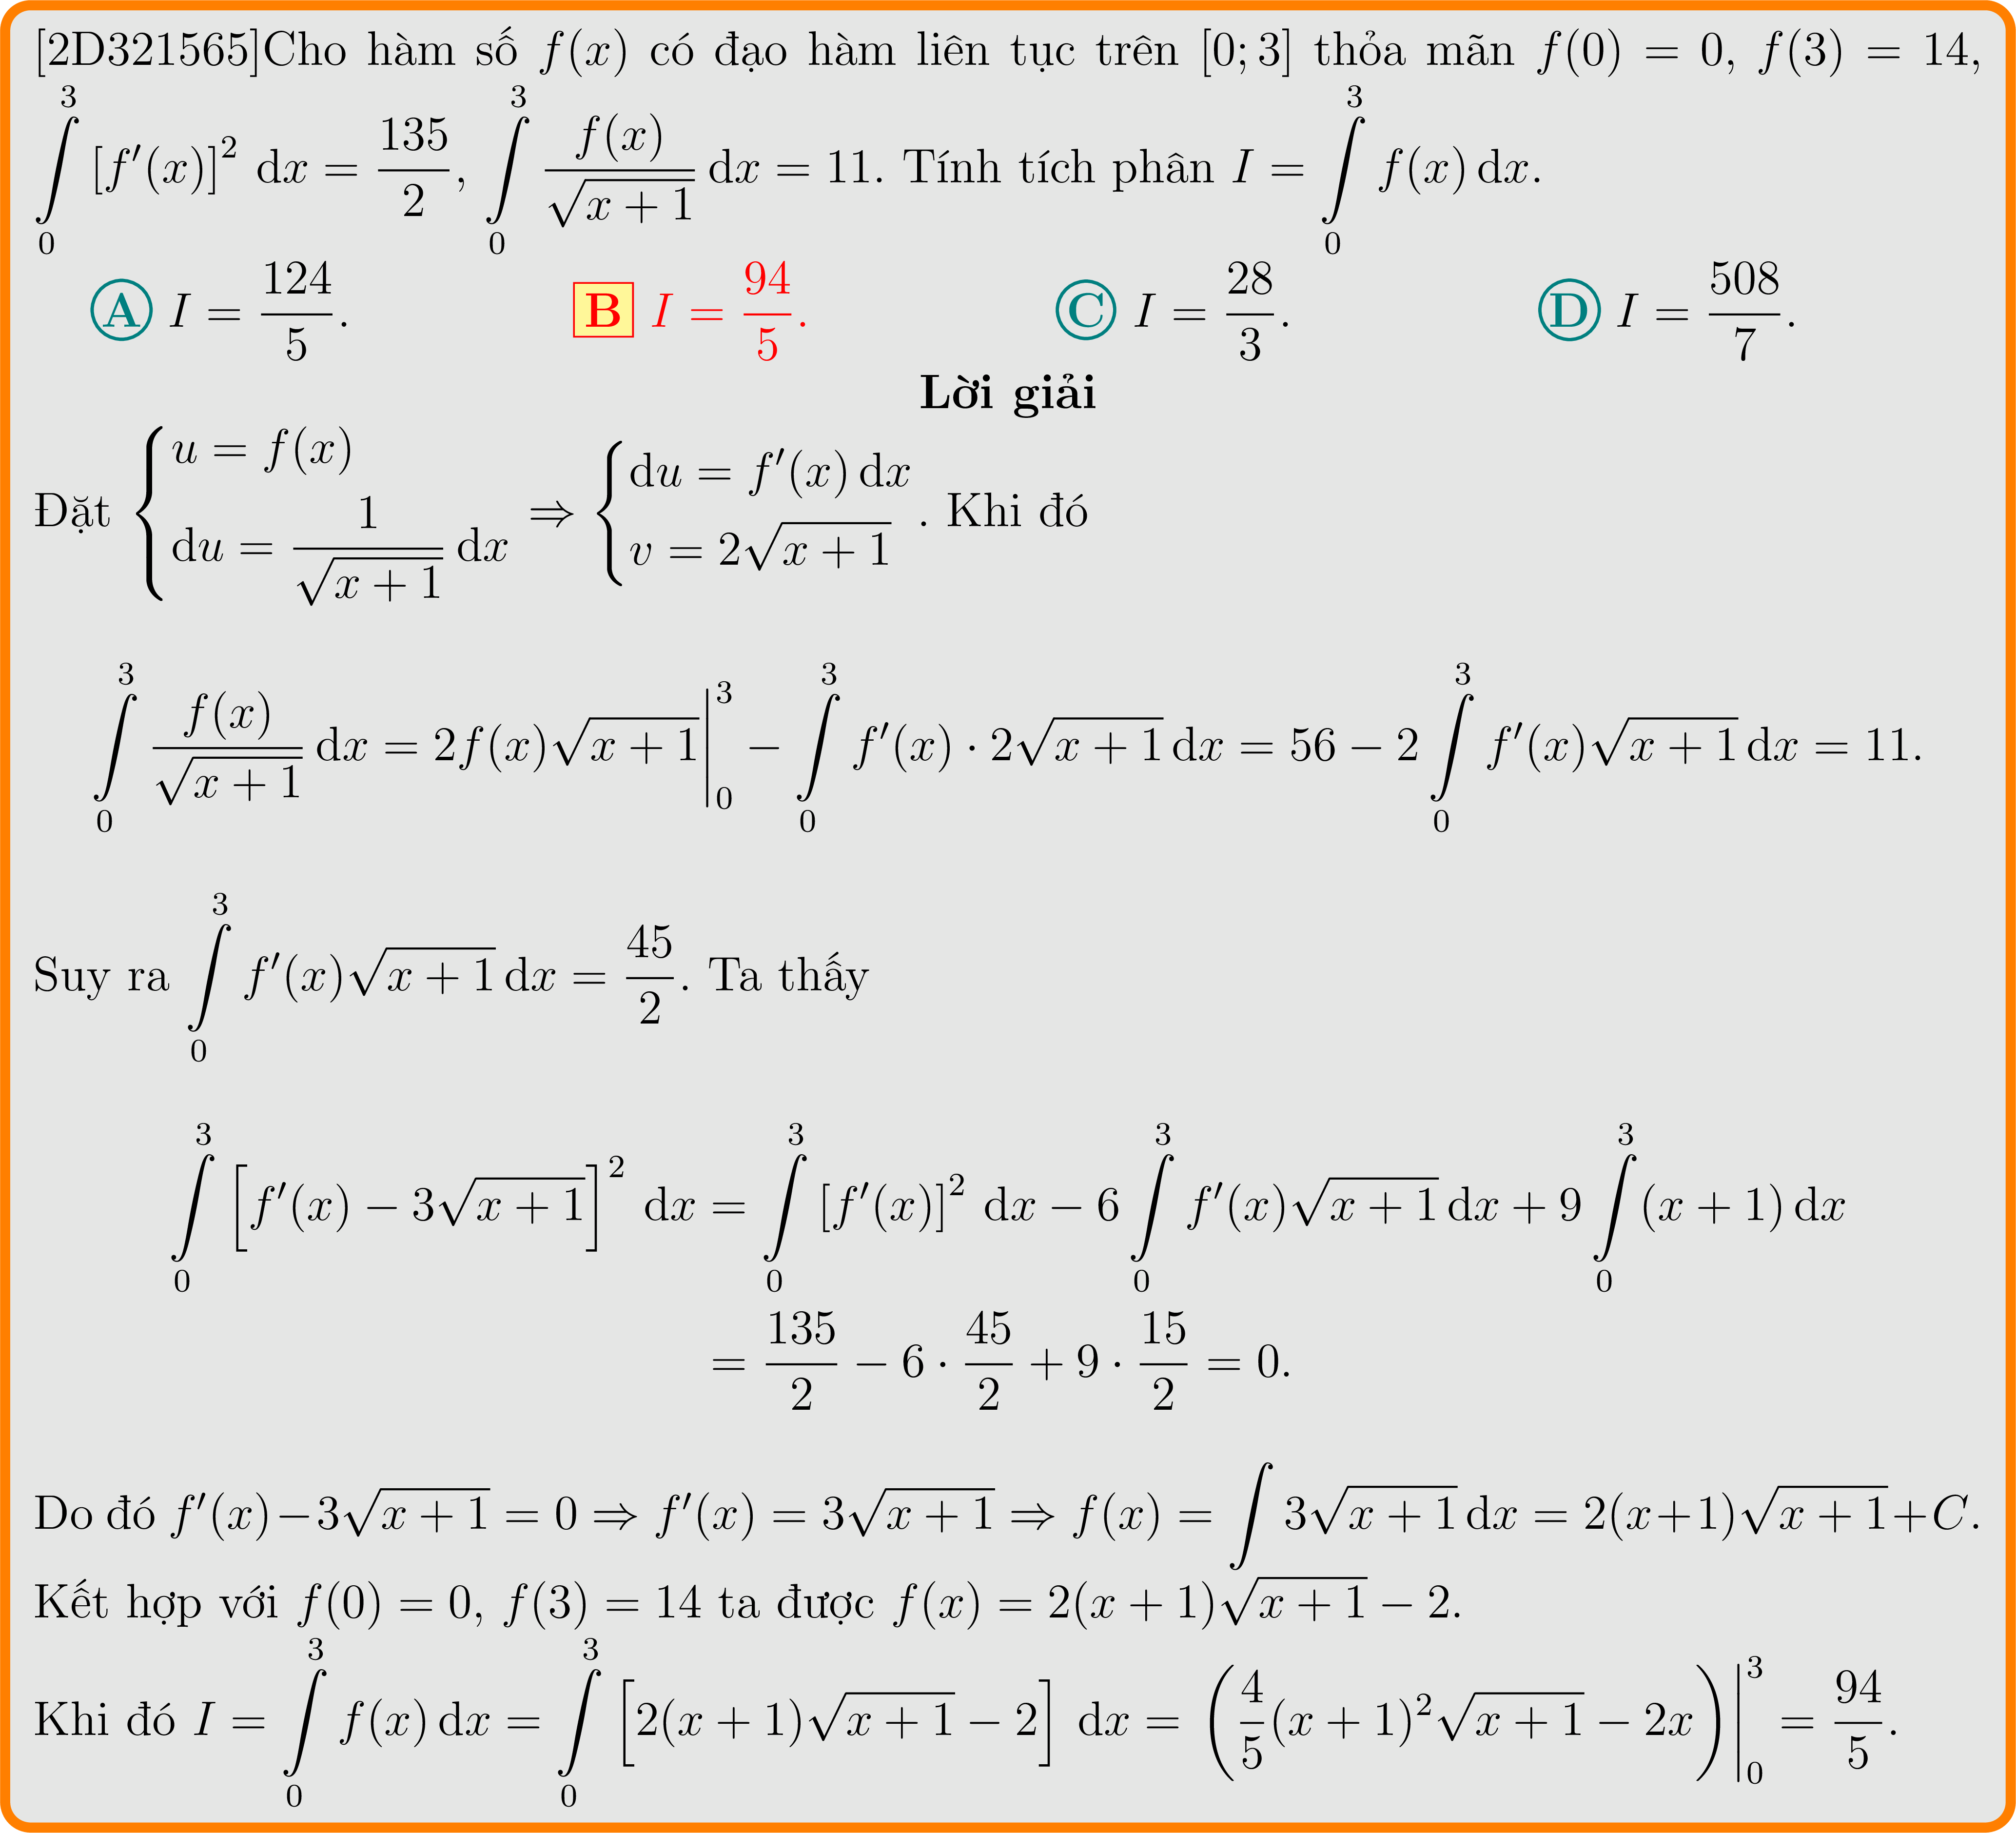 [2D321565]Cho hàm số f(x) có đạo hàm liên tục trên [0; 3] thỏa mãn f(0) = 0, f(3) = 14,
$\int\limits_0^3 [f'(x)]^2 \,\mathrm{d}x = \frac{135}{2}$, $\int\limits_0^3 \frac{f(x)}{\sqrt{x+1}} \,\mathrm{d}x = 11$. Tính tích phân $I = \int\limits_0^3 f(x) \,\mathrm{d}x$.
A $I = \frac{124}{5}$. B $I = \frac{94}{5}$. C $I = \frac{28}{3}$. D $I = \frac{508}{7}$.
Lời giải
Đặt $\begin{cases} u = f(x) \\ \mathrm{d}u = \frac{1}{\sqrt{x+1}} \,\mathrm{d}x \end{cases} \Rightarrow \begin{cases} \mathrm{d}u = f'(x) \,\mathrm{d}x \\ v = 2\sqrt{x+1} \end{cases}$. Khi đó
$\int\limits_0^3 \frac{f(x)}{\sqrt{x+1}} \,\mathrm{d}x = 2f(x)\sqrt{x+1}\Big|_0^3 - \int\limits_0^3 f'(x) \cdot 2\sqrt{x+1} \,\mathrm{d}x = 56 - 2\int\limits_0^3 f'(x)\sqrt{x+1} \,\mathrm{d}x = 11.$
Suy ra $\int\limits_0^3 f'(x)\sqrt{x+1} \,\mathrm{d}x = \frac{45}{2}$. Ta thấy
$\int\limits_0^3 \left[f'(x) - 3\sqrt{x+1}\right]^2 \,\mathrm{d}x = \int\limits_0^3 [f'(x)]^2 \,\mathrm{d}x - 6\int\limits_0^3 f'(x)\sqrt{x+1} \,\mathrm{d}x + 9\int\limits_0^3 (x+1) \,\mathrm{d}x$
$= \frac{135}{2} - 6 \cdot \frac{45}{2} + 9 \cdot \frac{15}{2} = 0.$
Do đó $f'(x) - 3\sqrt{x+1} = 0 \Rightarrow f'(x) = 3\sqrt{x+1} \Rightarrow f(x) = \int 3\sqrt{x+1} \,\mathrm{d}x = 2(x+1)\sqrt{x+1} + C.$
Kết hợp với f(0) = 0, f(3) = 14 ta được $f(x) = 2(x+1)\sqrt{x+1} - 2.$
Khi đó $I = \int\limits_0^3 f(x) \,\mathrm{d}x = \int\limits_0^3 \left[2(x+1)\sqrt{x+1} - 2\right] \,\mathrm{d}x = \left(\frac{4}{5}(x+1)^2\sqrt{x+1} - 2x\right)\Big|_0^3 = \frac{94}{5}.$